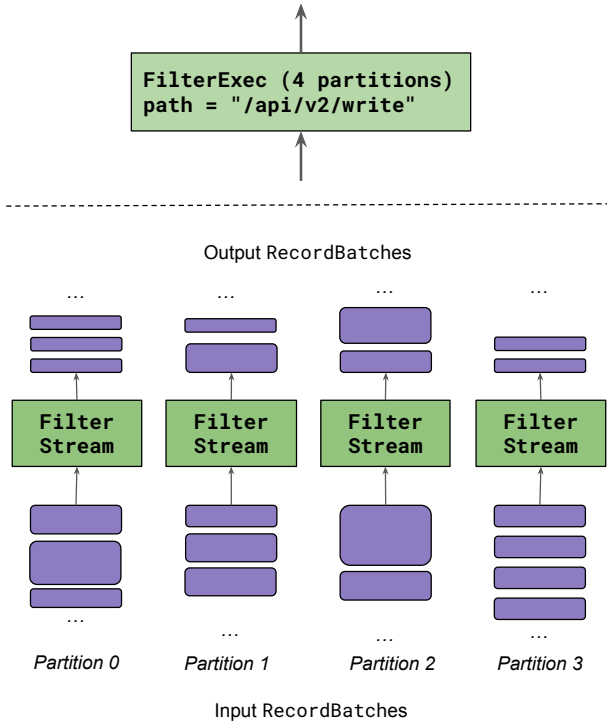 FilterExec (4 partitions)
path = "/api/v2/write"
Output RecordBatches
... ... ... ...
Filter Stream
Filter Stream
Filter Stream
Filter Stream
... ... ... ...
Partition 0 Partition 1 Partition 2 Partition 3
Input RecordBatches